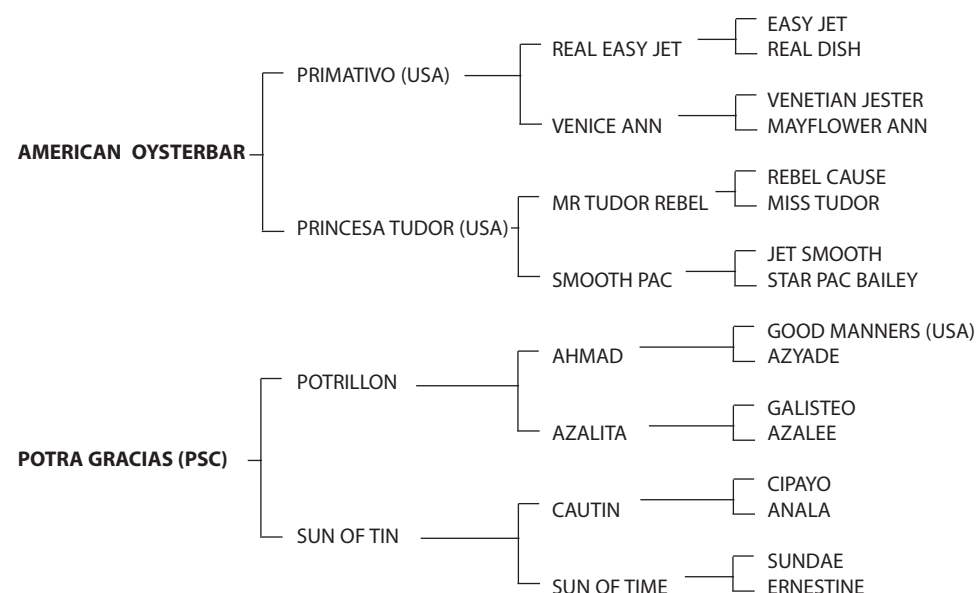 EASY JET
REAL EASY JET
REAL DISH
PRIMATIVO (USA)
VENETIAN JESTER
VENICE ANN
MAYFLOWER ANN
AMERICAN OYSTERBAR
REBEL CAUSE
MR TUDOR REBEL
MISS TUDOR
PRINCESA TUDOR (USA)
JET SMOOTH
SMOOTH PAC
STAR PAC BAILEY
GOOD MANNERS (USA)
AHMAD
AZYADE
POTRILLON
GALISTEO
AZALITA
AZALEE
POTRA GRACIAS (PSC)
CIPAYO
CAUTIN
ANALA
SUN OF TIN
SUNDAE
SUN OF TIME
ERNESTINE